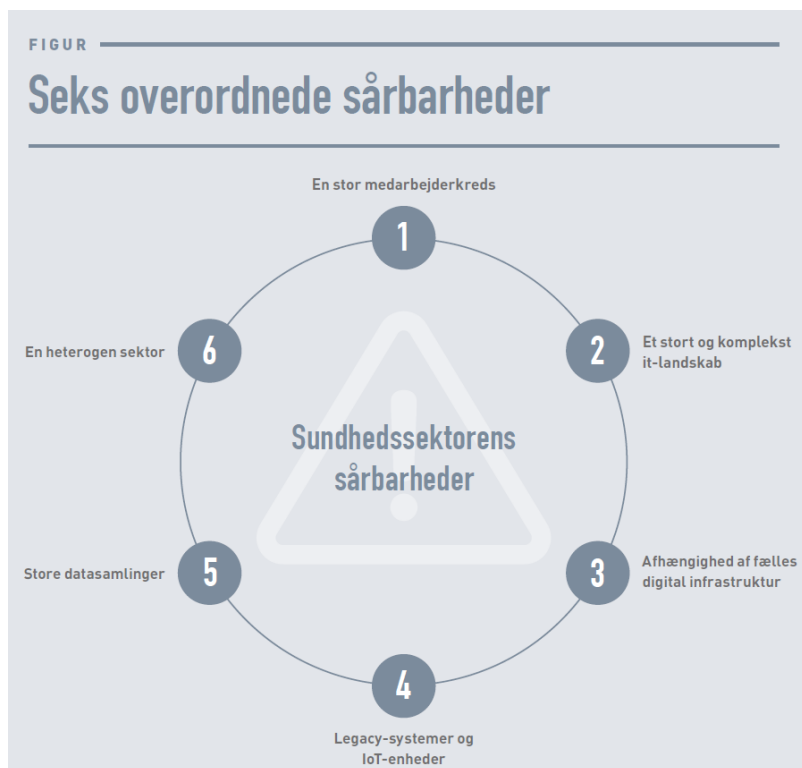 FIGUR
Seks overordnede sårbarheder
En stor medarbejderkreds
1
2
Et stort og komplekst
it-landskab
3
Afhængighed af fælles
digital infrastruktur
4
Legacy-systemer og
IoT-enheder
5
Store datasamlinger
6
En heterogen sektor
Sundhedssektorens
sårbarheder